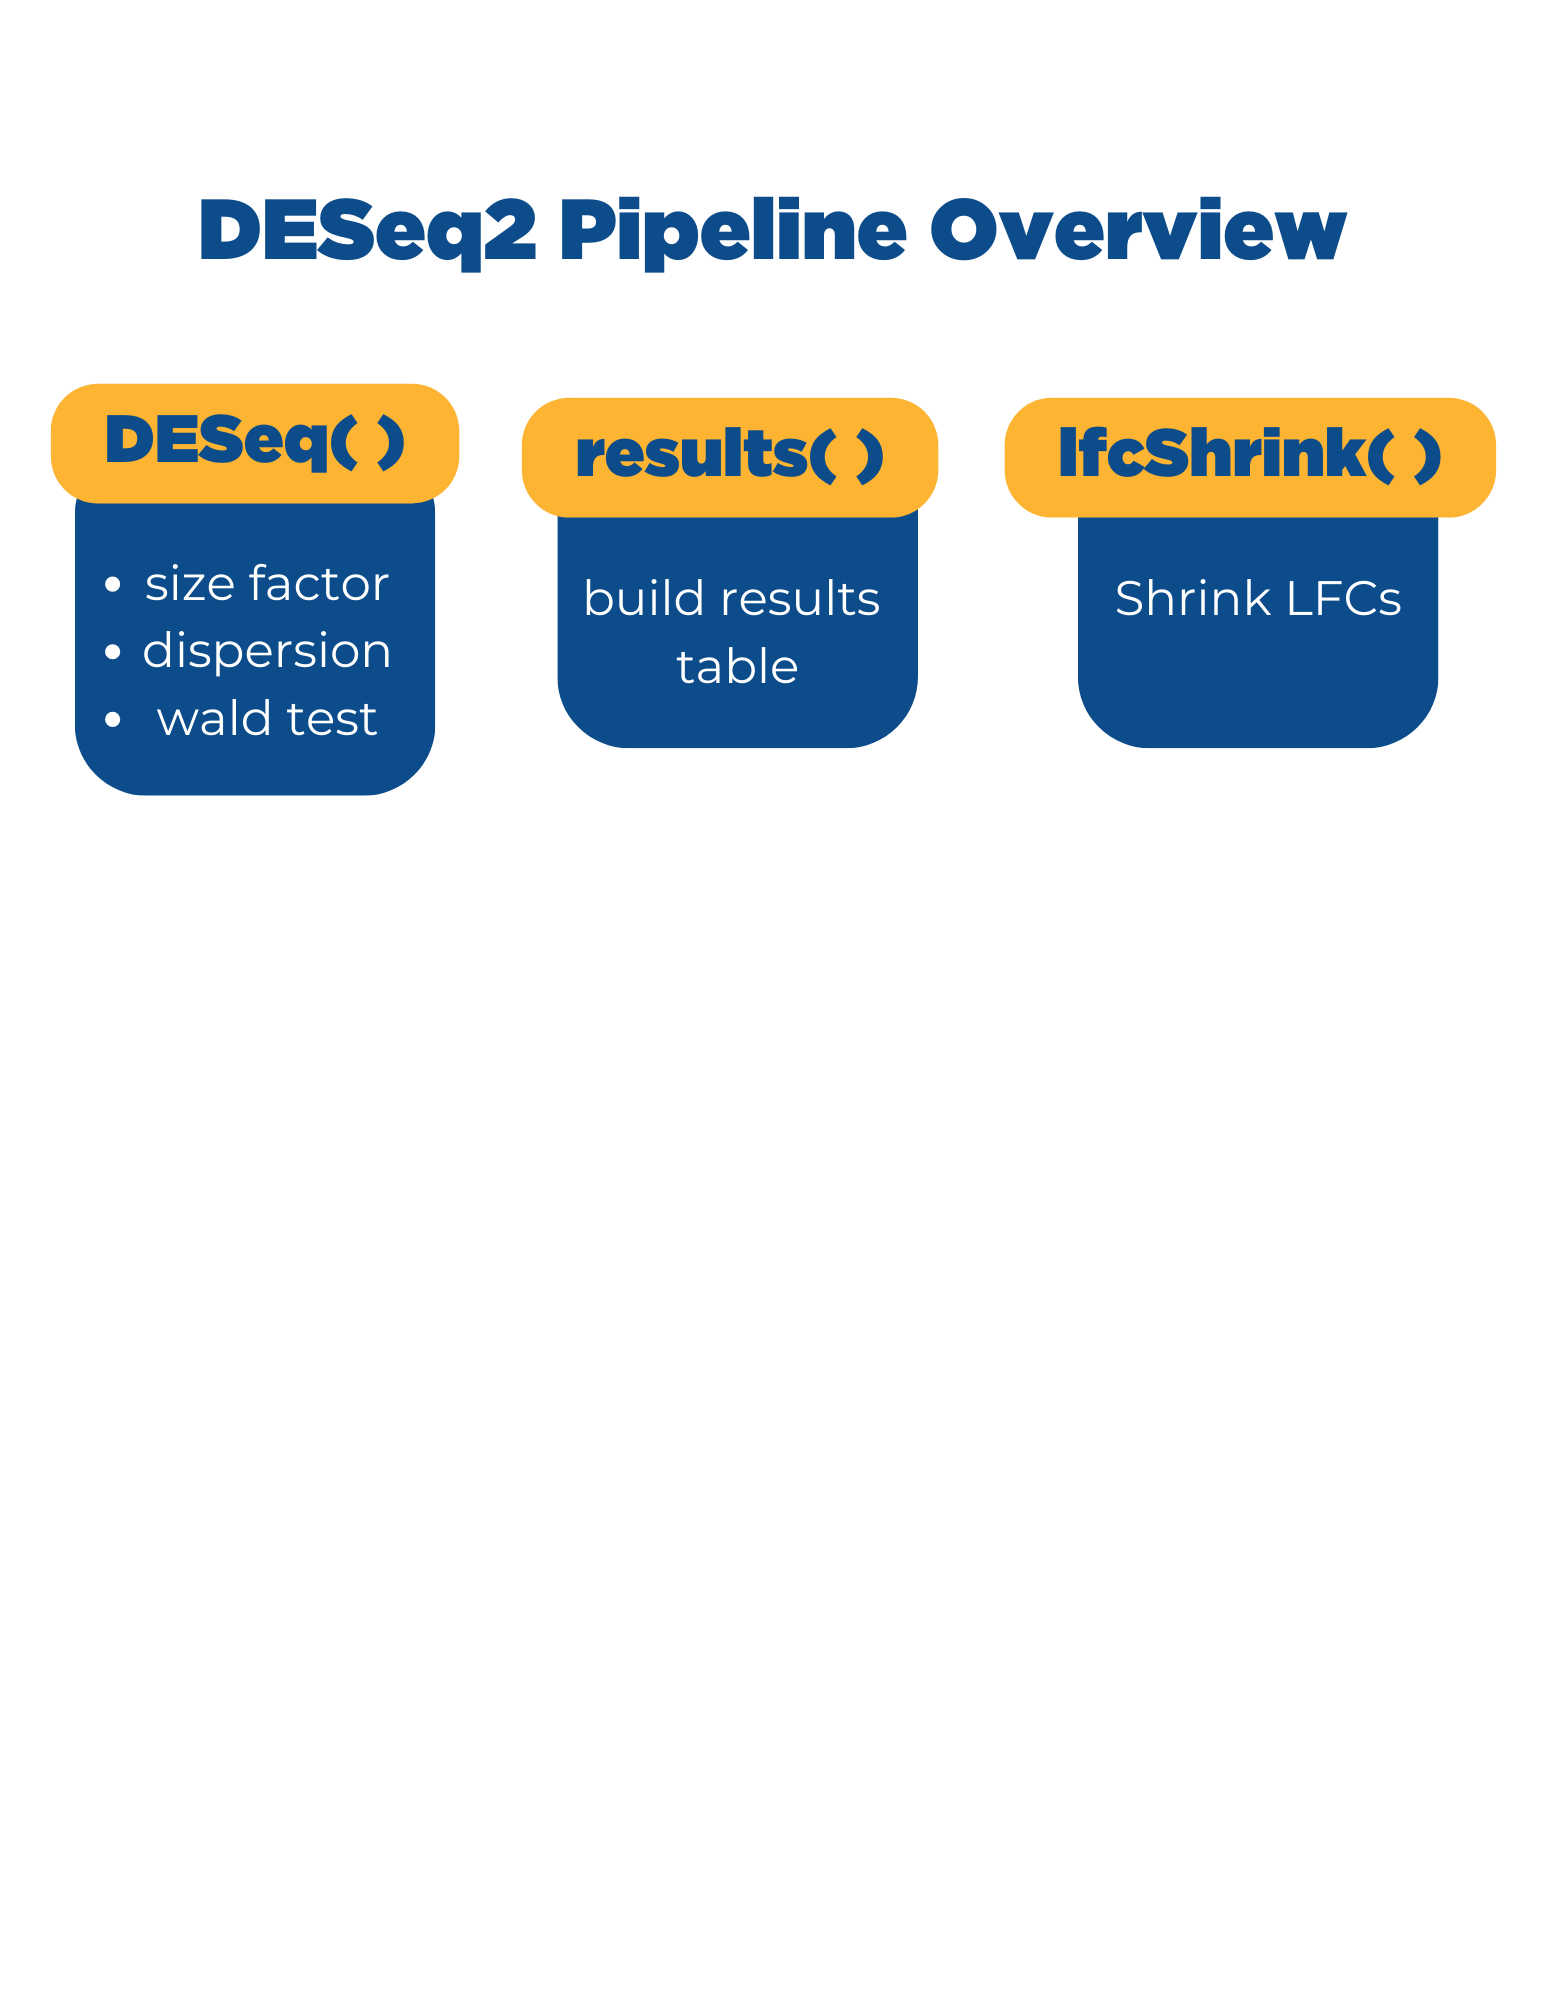 DESeq2 Pipeline Overview
DESeq( )
• size factor
• dispersion
• wald test
results( )
build results
table
lfcShrink( )
Shrink LFCs